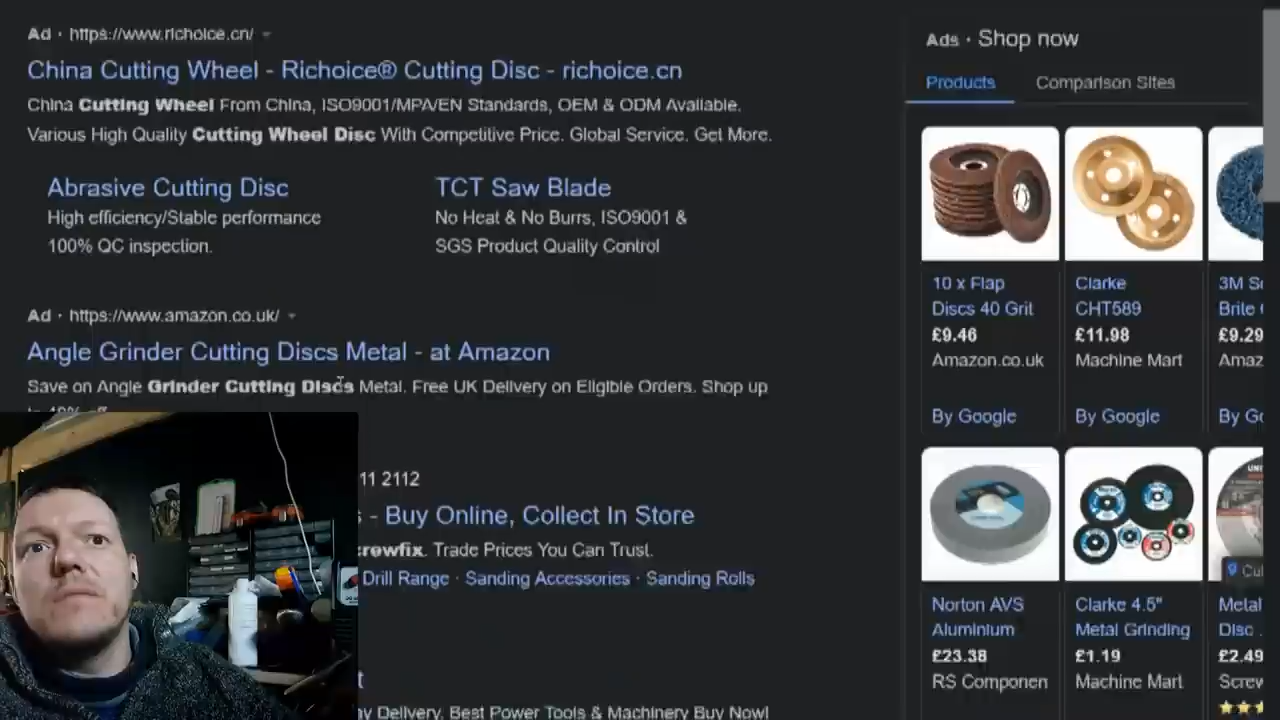 Ad · https://www.richoice.cn/
China Cutting Wheel - Richoice® Cutting Disc - richoice.cn
China Cutting Wheel From China, ISO9001/MPA/EN Standards, OEM & ODM Available.
Various High Quality Cutting Wheel Disc With Competitive Price. Global Service. Get More.
Abrasive Cutting Disc
High efficiency/Stable performance
100% QC inspection.
TCT Saw Blade
No Heat & No Burrs, ISO9001 &
SGS Product Quality Control
Ad · https://www.amazon.co.uk/
Angle Grinder Cutting Discs Metal - at Amazon
Save on Angle Grinder Cutting Discs Metal. Free UK Delivery on Eligible Orders. Shop up
11 2112
- Buy Online, Collect In Store
crewfix. Trade Prices You Can Trust.
Drill Range · Sanding Accessories · Sanding Rolls
Delivery. Best Power Tools & Machinery Buy Now!
Ads · Shop now
Products
Comparison Sites
10 x Flap
Discs 40 Grit
£9.46
Amazon.co.uk
By Google
Clarke
CHT589
£11.98
Machine Mart
By Google
3M
Brite
£9.29
Amaz
By Go
Norton AVS
Aluminium
£23.38
RS Componen
Clarke 4.5"
Metal Grinding
£1.19
Machine Mart
Metal
Disc
£2.49
Screw